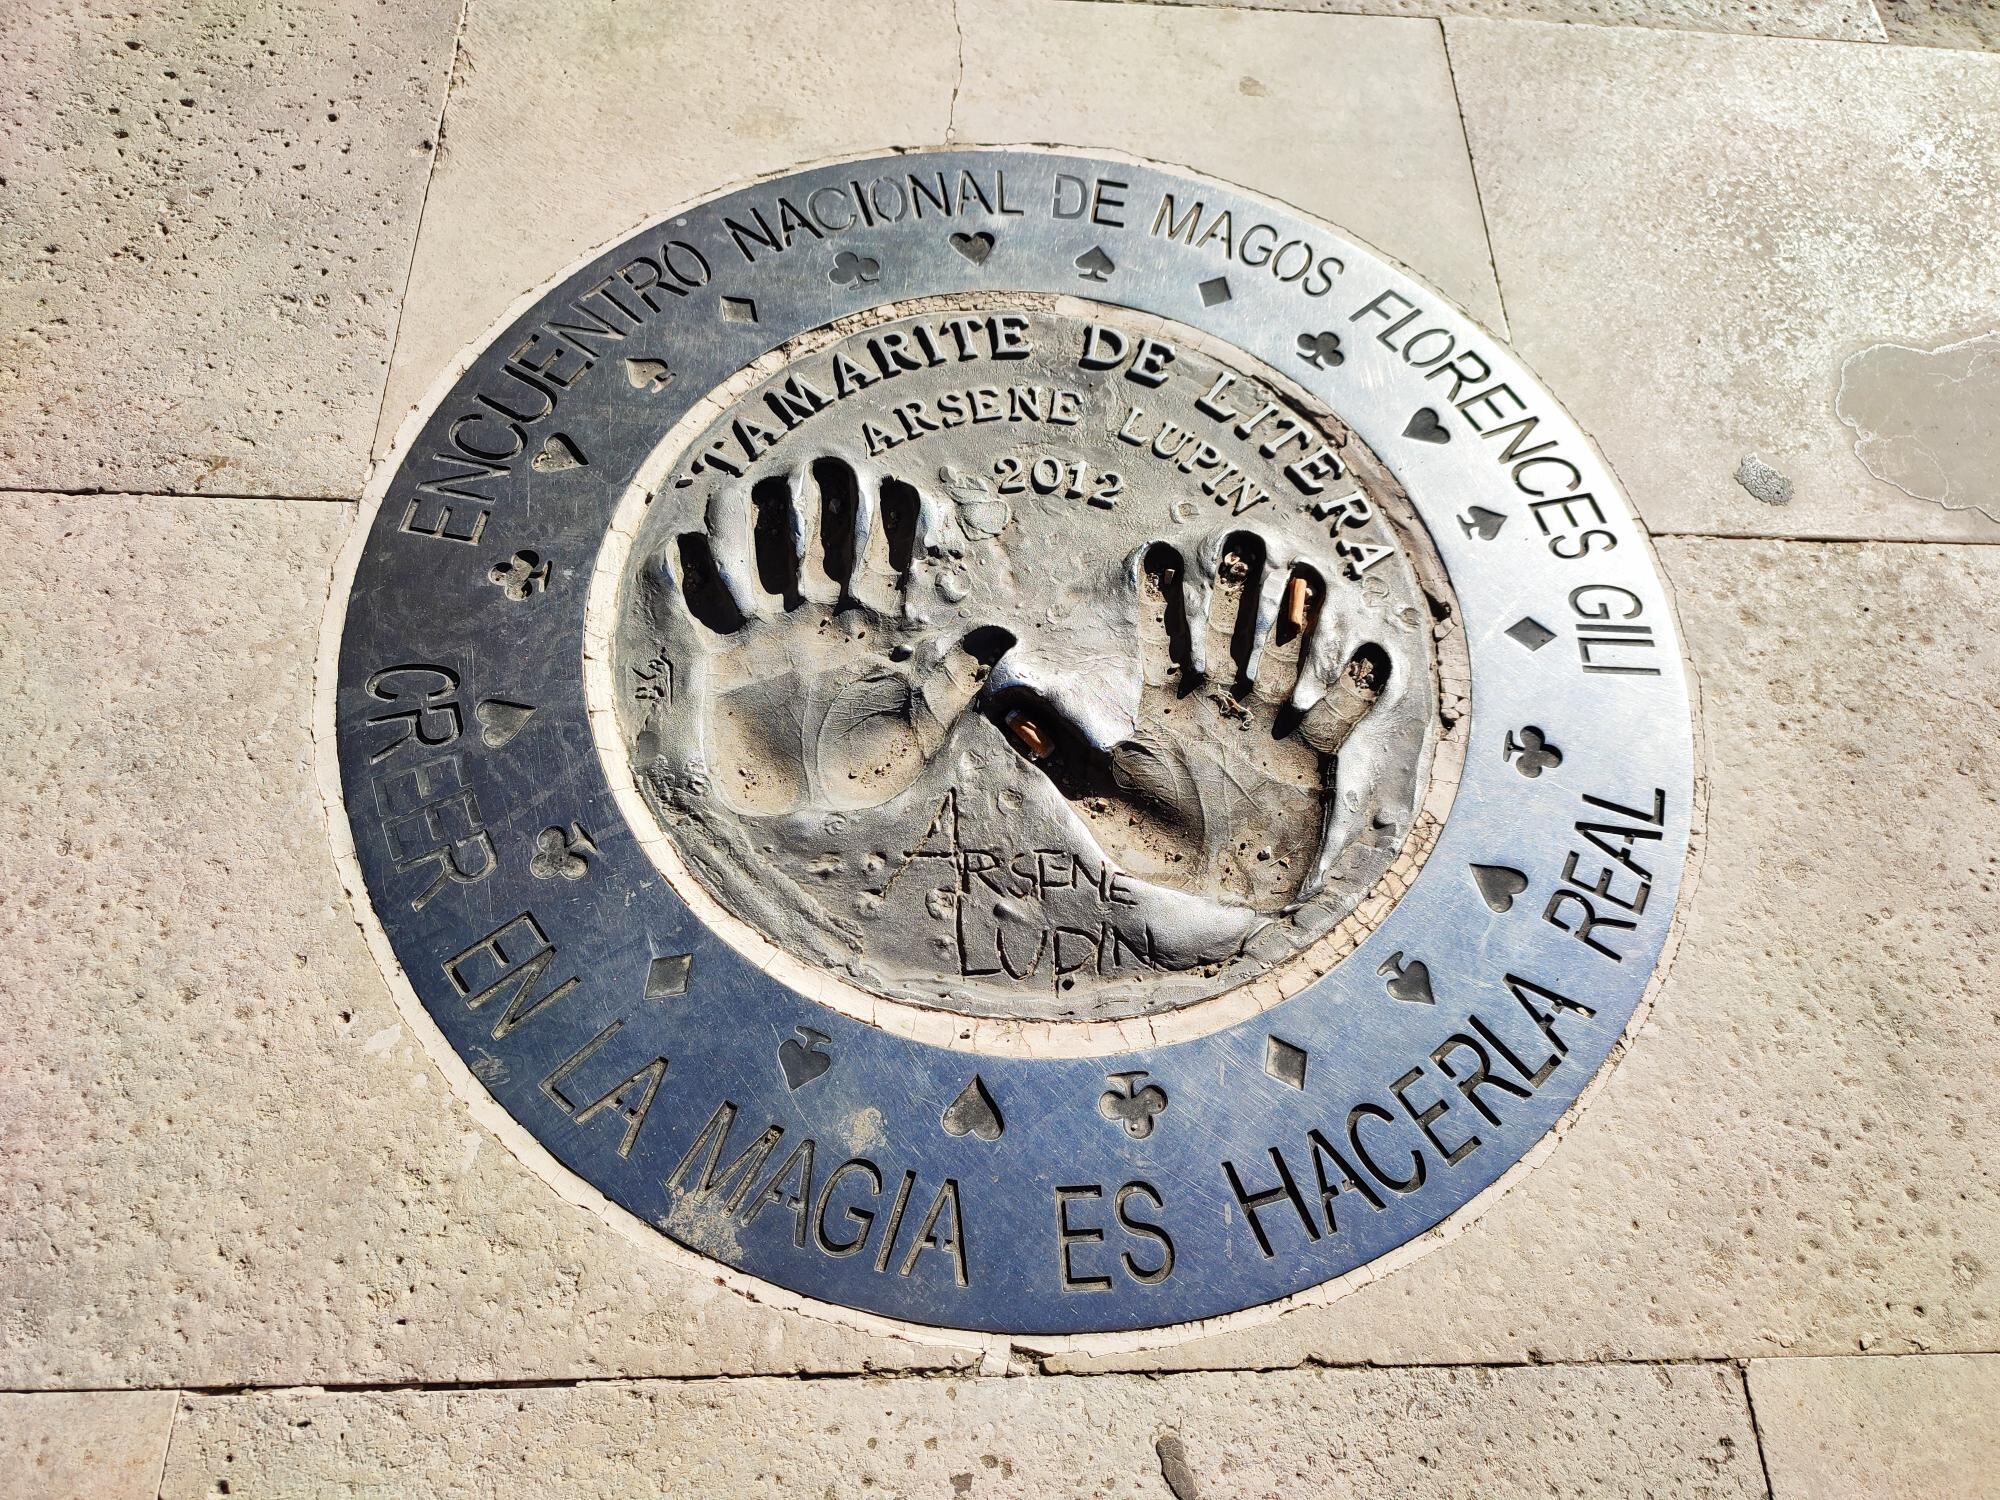 ENCUENTRO NACIONAL DE MAGOS FLORENCES GILI
CREER EN LA MAGIA ES HACERLA REAL
TAMARITE DE LITERA
ARSENE LUPIN
2012
ARSENE
LUPIN